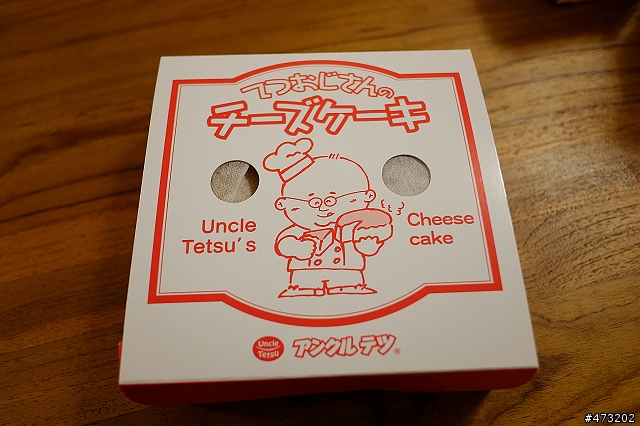 てつおじさんの
チーズケーキ
Uncle
Tetsu's
Cheese
cake
Uncle
Tetsu
アンクルテツ®
#473202